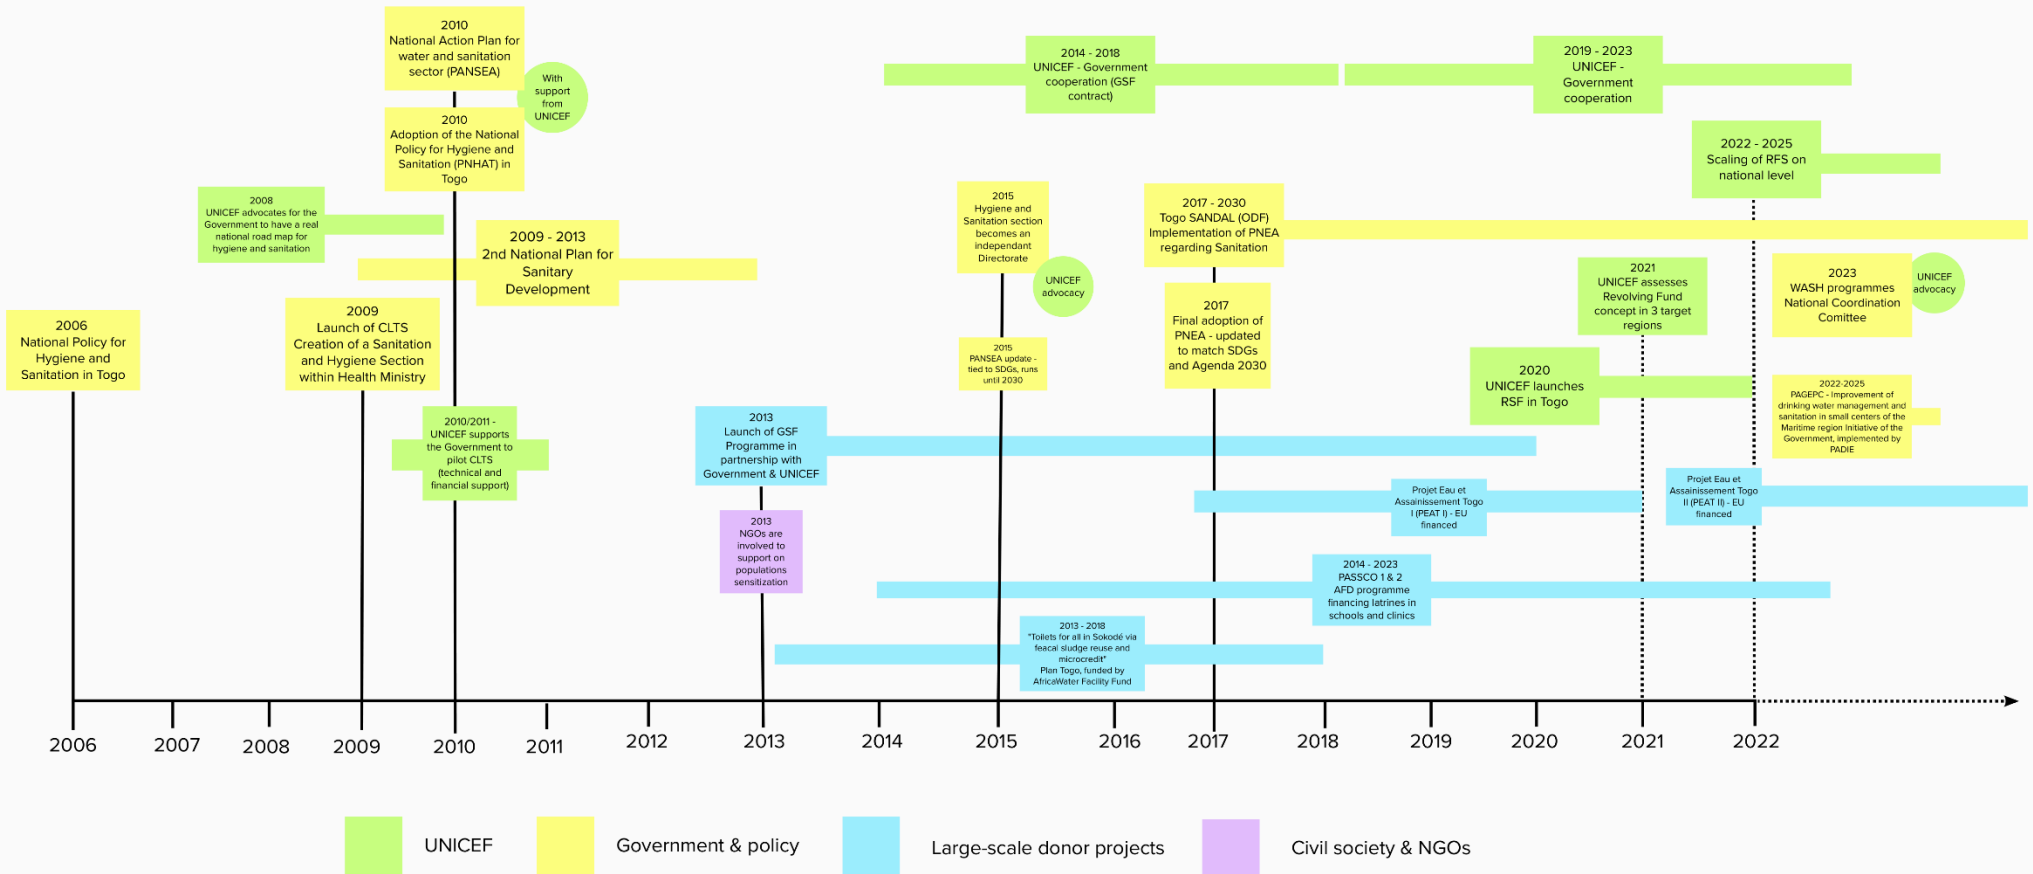 2010
National Action Plan for
water and sanitation
sector (PANSEA)
With
support
from
UNICEF
2010
Adoption of the National
Policy for Hygiene and
Sanitation (PNHAT) in
Togo
2014 - 2018
UNICEF - Government
cooperation (GSF
contract)
2019 - 2023
UNICEF -
Government
cooperation
2022 - 2025
Scaling of RFS on
national level
2008
UNICEF advocates for the
Government to have a real
national road map for
hygiene and sanitation
2009 - 2013
2nd National Plan for
Sanitary
Development
2015
Hygiene and
Sanitation section
becomes an
independant
Directorate
UNICEF
advocacy
2017 - 2030
Togo SANDAL (ODF)
Implementation of PNEA
regarding Sanitation
2021
UNICEF assesses
Revolving Fund
concept in 3 target
regions
2023
WASH programmes
National Coordination
Comittee
UNICEF
advocacy
2006
National Policy for
Hygiene and
Sanitation in Togo
2009
Launch of CLTS
Creation of a Sanitation
and Hygiene Section
within Health Ministry
2015
PANSEA update -
tied to SDGs, runs
until 2030
2017
Final adoption of
PNEA - updated
to match SDGs
and Agenda 2030
2020
UNICEF launches
RSF in Togo
2022-2025
PAGEPC - Improvement of
drinking water management and
sanitation in small centers of the
Maritime region Initiative of the
Government, implemented by
PADIE
2010/2011 -
UNICEF supports
the Government to
pilot CLTS
(technical and
financial support)
2013
Launch of GSF
Programme in
partnership with
Government & UNICEF
Projet Eau et
Assainissement Togo
I (PEAT I) - EU
financed
Projet Eau et
Assainissement Togo
II (PEAT II) - EU
financed
2013
NGOs are
involved to
support on
populations
sensitization
2014 - 2023
PASSCO 1 & 2
AFD programme
financing latrines in
schools and clinics
2013 - 2018
"Toilets for all in Sokodé via
feacal sludge reuse and
microcredit"
Plan Togo, funded by
AfricaWater Facility Fund
2006 2007 2008 2009 2010 2011 2012 2013 2014 2015 2016 2017 2018 2019 2020 2021 2022
UNICEF
Government & policy
Large-scale donor projects
Civil society & NGOs